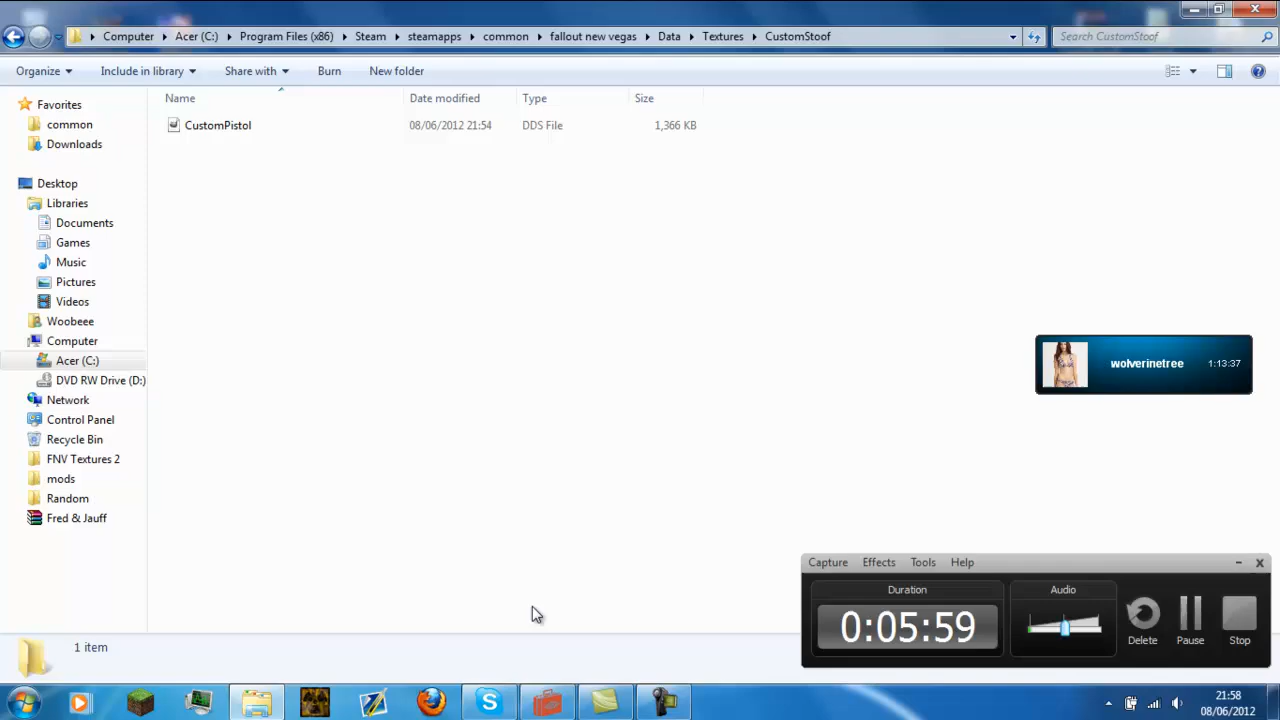 Computer Acer (C:) Program Files (x86) Steam steamapps common fallout new vegas Data Textures CustomStoof Search CustomStoof
Organize Include in library Share with Burn New folder
Name Date modified Type Size
CustomPistol 08/06/2012 21:54 DDS File 1,366 KB
Favorites
common
Downloads
Desktop
Libraries
Documents
Games
Music
Pictures
Videos
Woobeee
Computer
Acer (C:)
DVD RW Drive (D:)
Network
Control Panel
Recycle Bin
FNV Textures 2
mods
Random
Fred & Jauff
wolverinetree 1:13:37
Capture Effects Tools Help
Duration Audio
0:05:59
Delete Pause Stop
1 item
21:58
08/06/2012